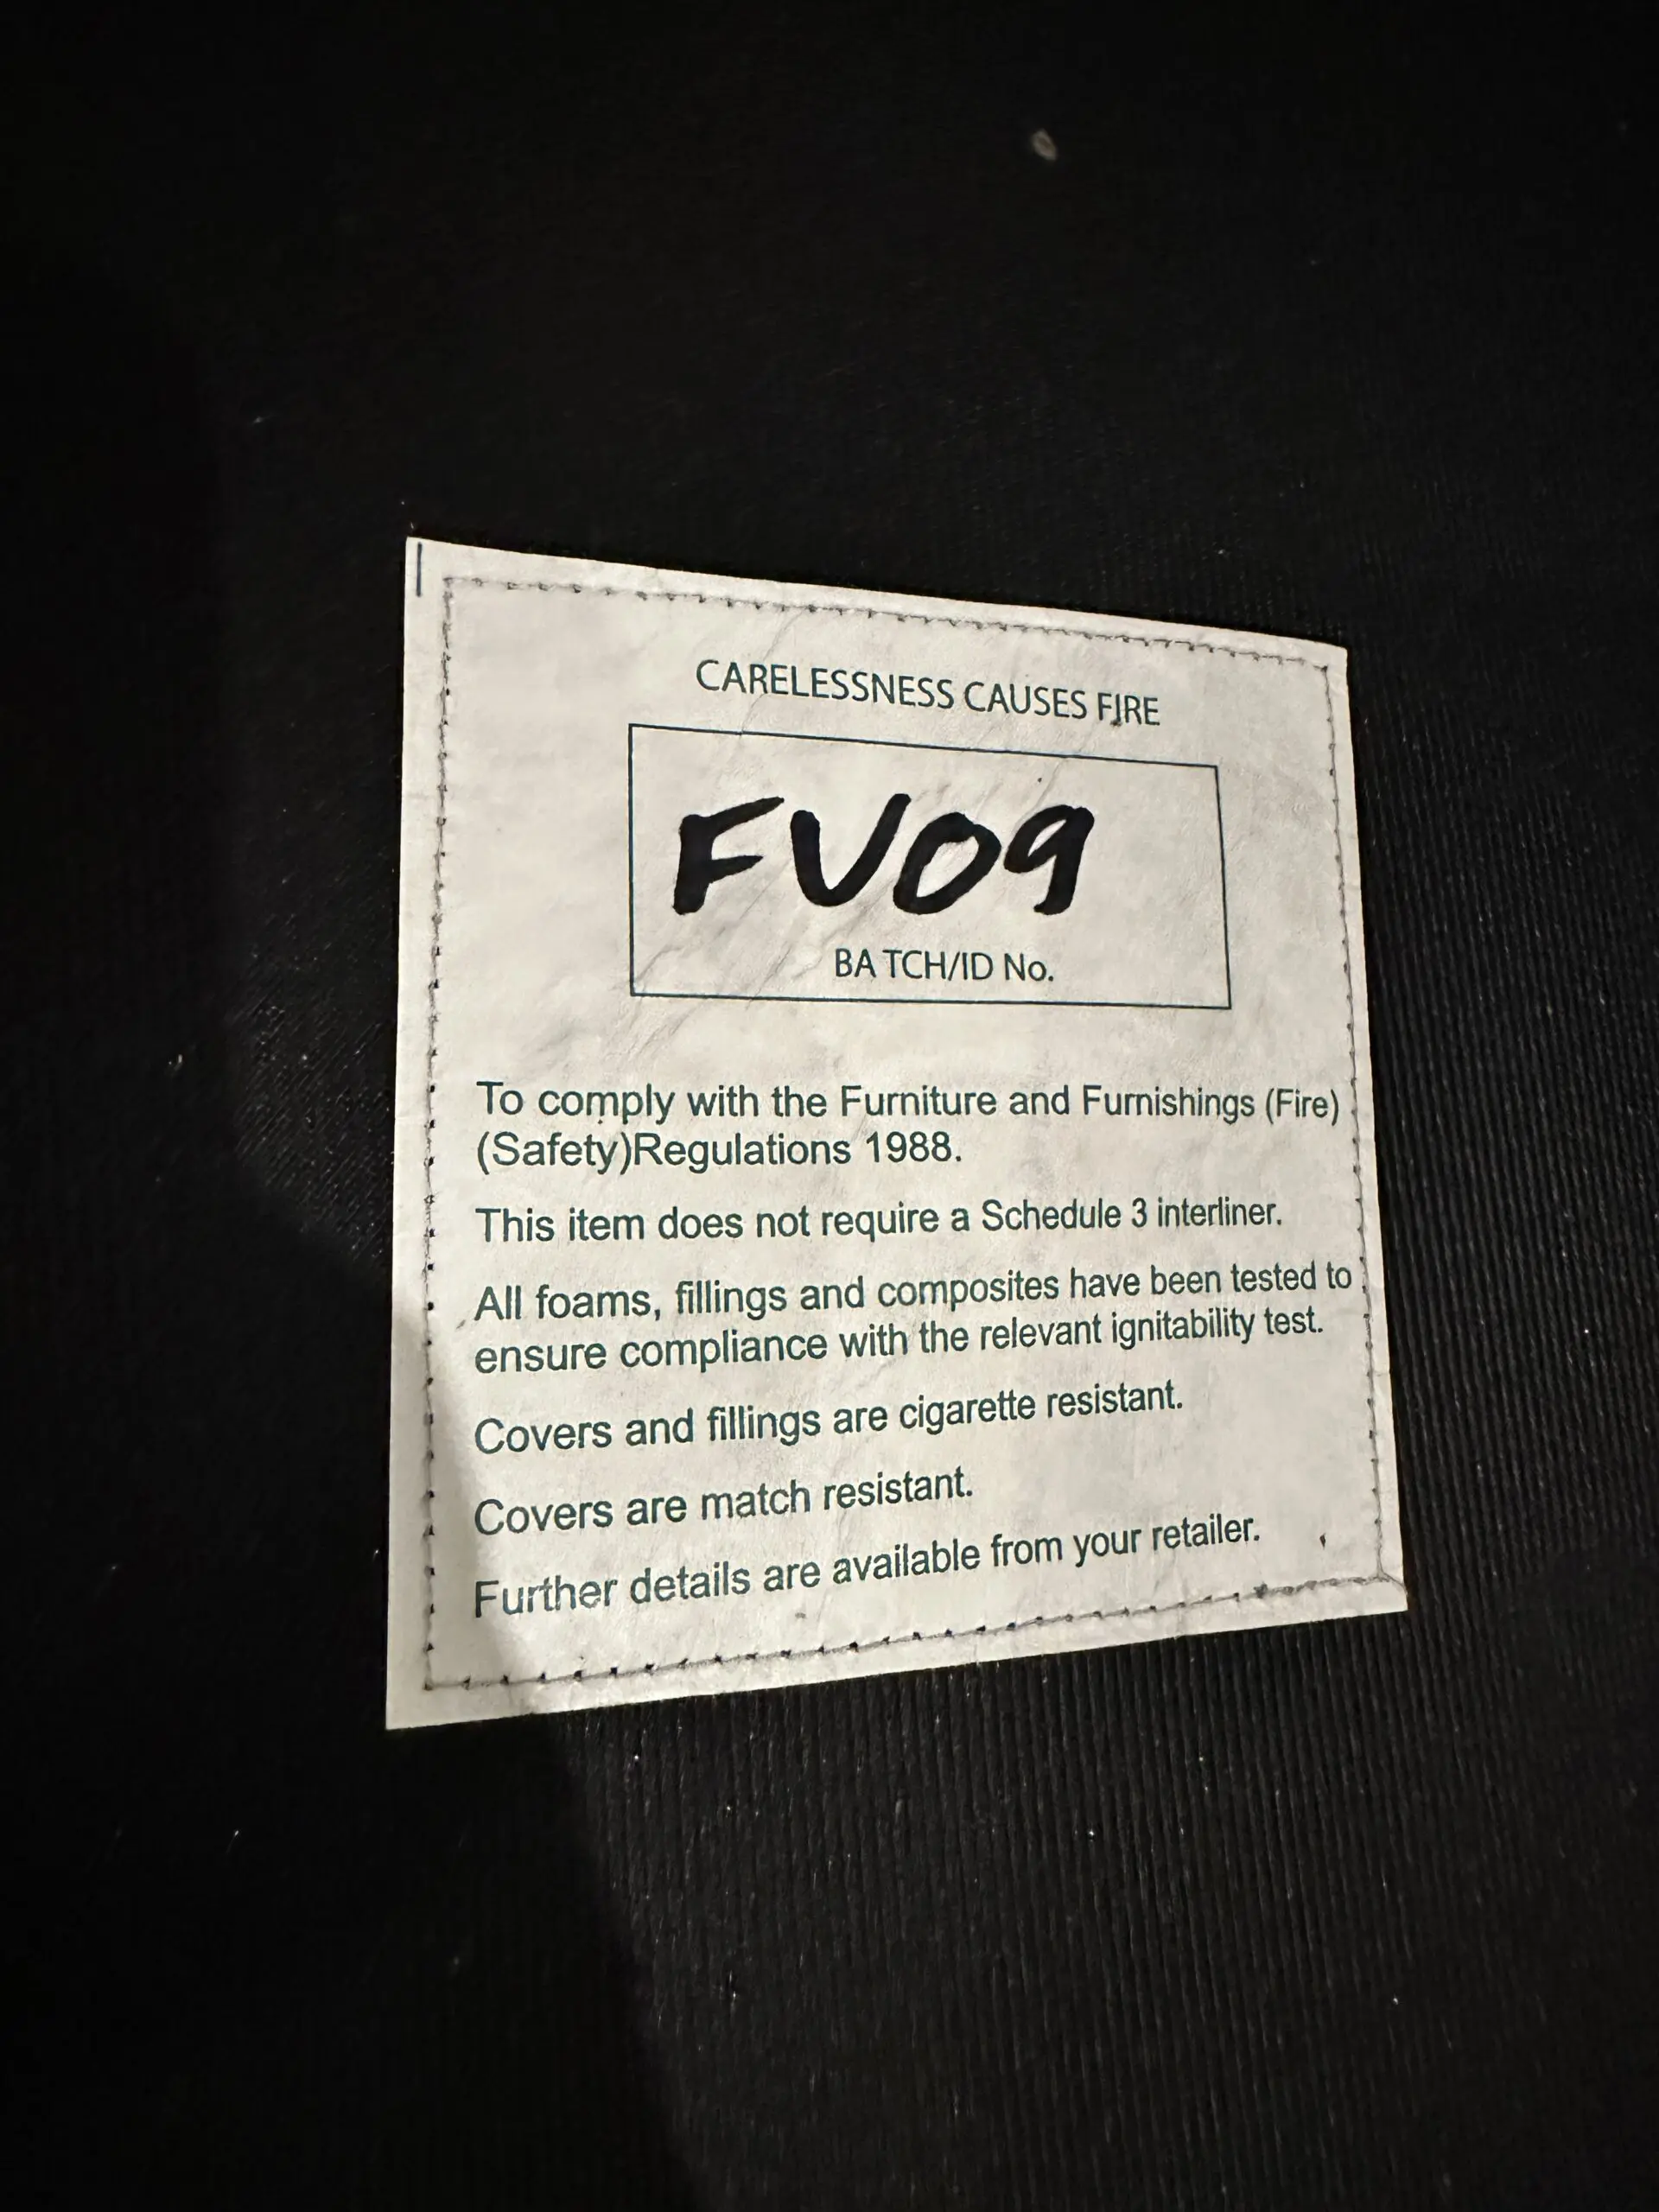 CARELESSNESS CAUSES FIRE
FV09
BA TCH/ID No.
To comply with the Furniture and Furnishings (Fire)
(Safety)Regulations 1988.
This item does not require a Schedule 3 interliner.
All foams, fillings and composites have been tested to
ensure compliance with the relevant ignitability test.
Covers and fillings are cigarette resistant.
Covers are match resistant.
Further details are available from your retailer.